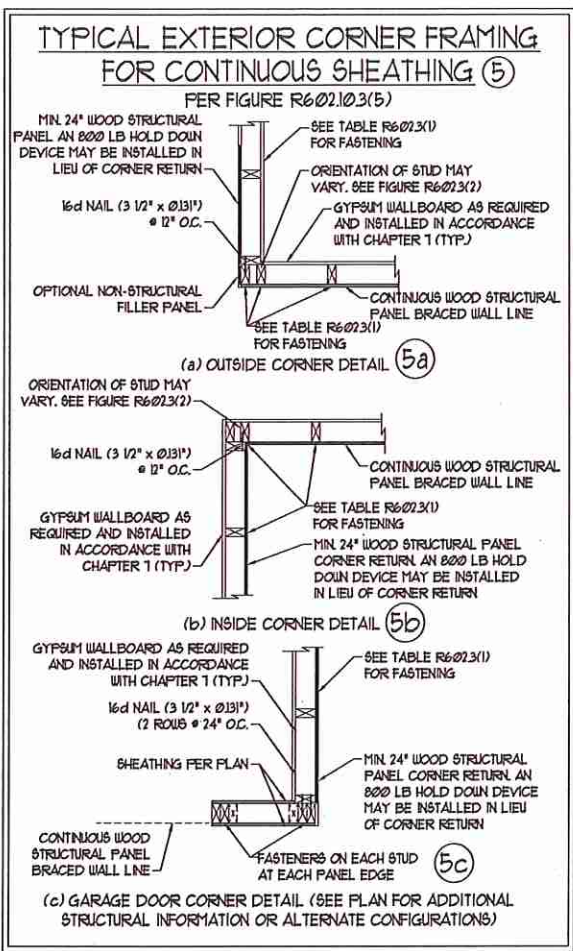 TYPICAL EXTERIOR CORNER FRAMING
FOR CONTINUOUS SHEATHING 5
PER FIGURE R602.10.3(5)
MIN. 24" WOOD STRUCTURAL
PANEL AN 800 LB HOLD DOWN
DEVICE MAY BE INSTALLED IN
LIEU OF CORNER RETURN
SEE TABLE R602.3(1)
FOR FASTENING
ORIENTATION OF STUD MAY
VARY. SEE FIGURE R602.3(2)
16d NAIL (3 1/2" x Ø.131")
@ 12" O.C.
GYPSUM WALLBOARD AS REQUIRED
AND INSTALLED IN ACCORDANCE
WITH CHAPTER 7 (TYP.)
OPTIONAL NON-STRUCTURAL
FILLER PANEL
CONTINUOUS WOOD STRUCTURAL
PANEL BRACED WALL LINE
SEE TABLE R602.3(1)
FOR FASTENING
(a) OUTSIDE CORNER DETAIL 5a
ORIENTATION OF STUD MAY
VARY. SEE FIGURE R602.3(2)
16d NAIL (3 1/2" x Ø.131")
@ 12" O.C.
CONTINUOUS WOOD STRUCTURAL
PANEL BRACED WALL LINE
SEE TABLE R602.3(1)
FOR FASTENING
GYPSUM WALLBOARD AS
REQUIRED AND INSTALLED
IN ACCORDANCE WITH
CHAPTER 7 (TYP.)
MIN. 24" WOOD STRUCTURAL PANEL
CORNER RETURN. AN 800 LB HOLD
DOWN DEVICE MAY BE INSTALLED
IN LIEU OF CORNER RETURN
(b) INSIDE CORNER DETAIL 5b
GYPSUM WALLBOARD AS REQUIRED
AND INSTALLED IN ACCORDANCE
WITH CHAPTER 7 (TYP.)
SEE TABLE R602.3(1)
FOR FASTENING
16d NAIL (3 1/2" x Ø.131")
(2 ROWS @ 24" O.C.
SHEATHING PER PLAN
MIN. 24" WOOD STRUCTURAL
PANEL CORNER RETURN. AN
800 LB HOLD DOWN DEVICE
MAY BE INSTALLED IN LIEU
OF CORNER RETURN
CONTINUOUS WOOD
STRUCTURAL PANEL
BRACED WALL LINE
FASTENERS ON EACH STUD
AT EACH PANEL EDGE
5c
(c) GARAGE DOOR CORNER DETAIL (SEE PLAN FOR ADDITIONAL
STRUCTURAL INFORMATION OR ALTERNATE CONFIGURATIONS)